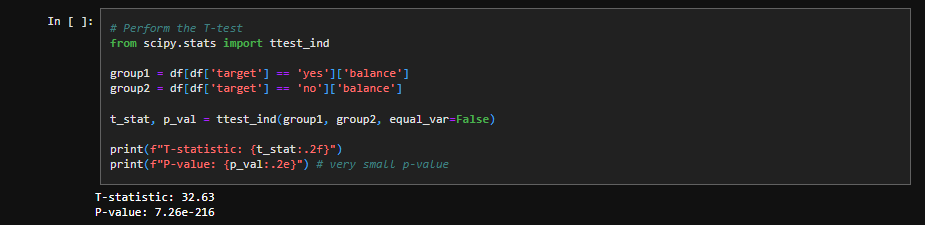 In [ ]:
# Perform the T-test
from scipy.stats import ttest_ind
group1 = df[df['target'] == 'yes']['balance']
group2 = df[df['target'] == 'no']['balance']
t_stat, p_val = ttest_ind(group1, group2, equal_var=False)
print(f"T-statistic: {t_stat:.2f}")
print(f"P-value: {p_val:.2e}") # very small p-value
T-statistic: 32.63
P-value: 7.26e-216